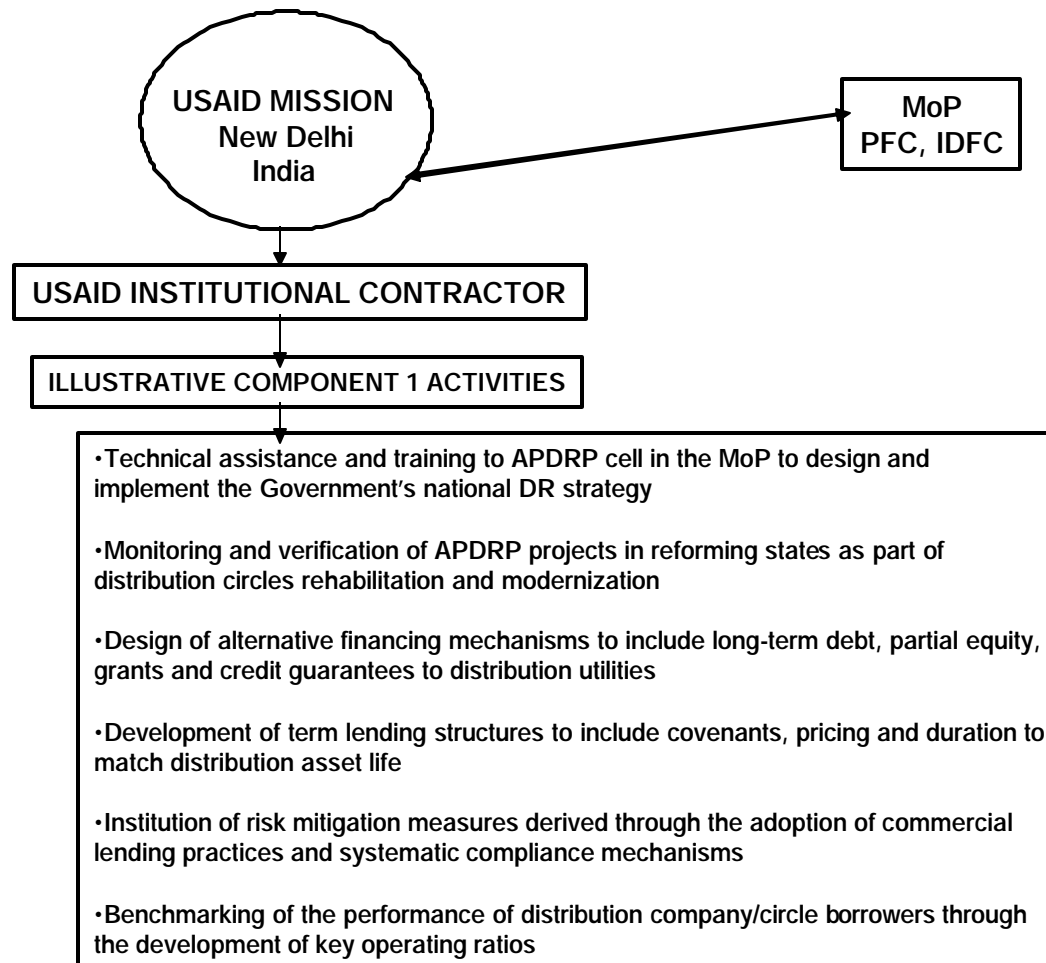 USAID MISSION
New Delhi
India
MoP
PFC, IDFC
USAID INSTITUTIONAL CONTRACTOR
ILLUSTRATIVE COMPONENT 1 ACTIVITIES
•Technical assistance and training to APDRP cell in the MoP to design and
implement the Government's national DR strategy
•Monitoring and verification of APDRP projects in reforming states as part of
distribution circles rehabilitation and modernization
•Design of alternative financing mechanisms to include long-term debt, partial equity,
grants and credit guarantees to distribution utilities
•Development of term lending structures to include covenants, pricing and duration to
match distribution asset life
•Institution of risk mitigation measures derived through the adoption of commercial
lending practices and systematic compliance mechanisms
•Benchmarking of the performance of distribution company/circle borrowers through
the development of key operating ratios